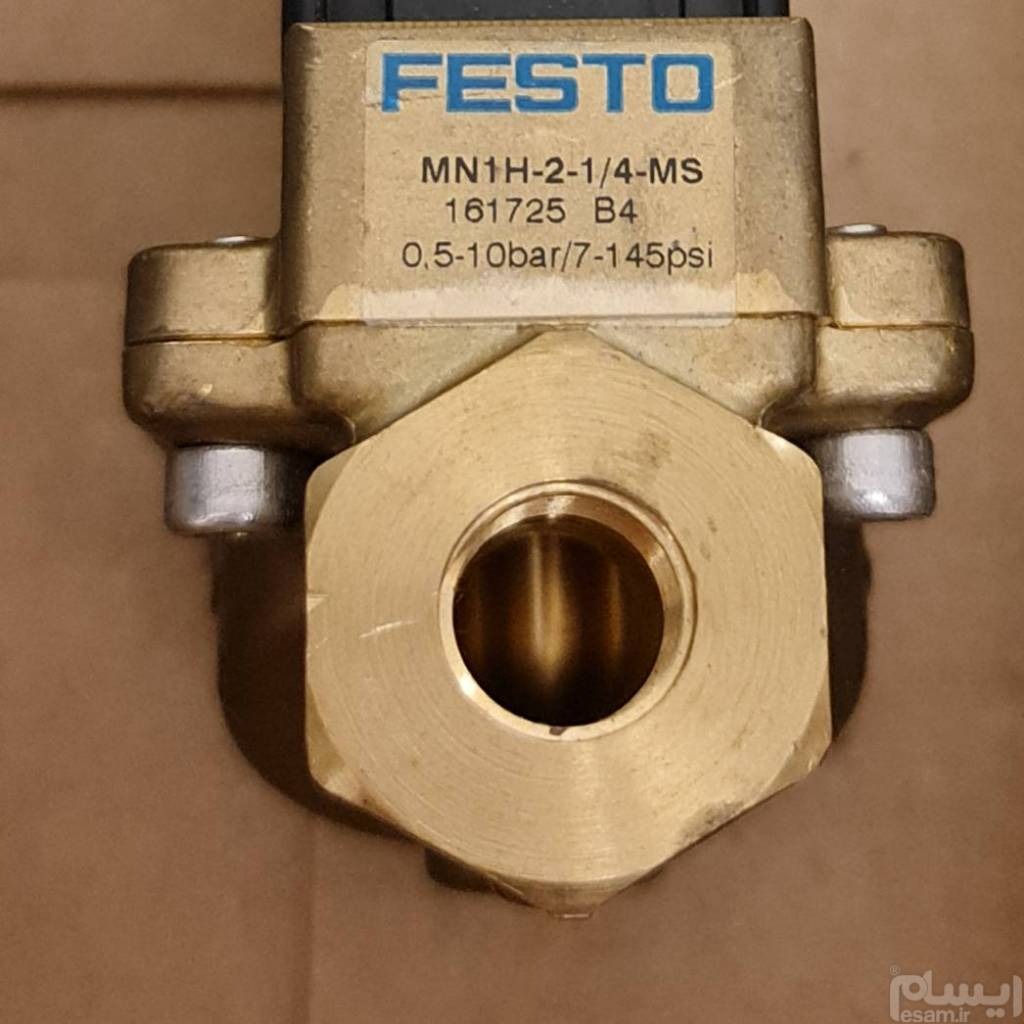 FESTO
MN1H-2-1/4-MS
161725 B4
0,5-10bar/7-145psi
ایسام®
esam.ir